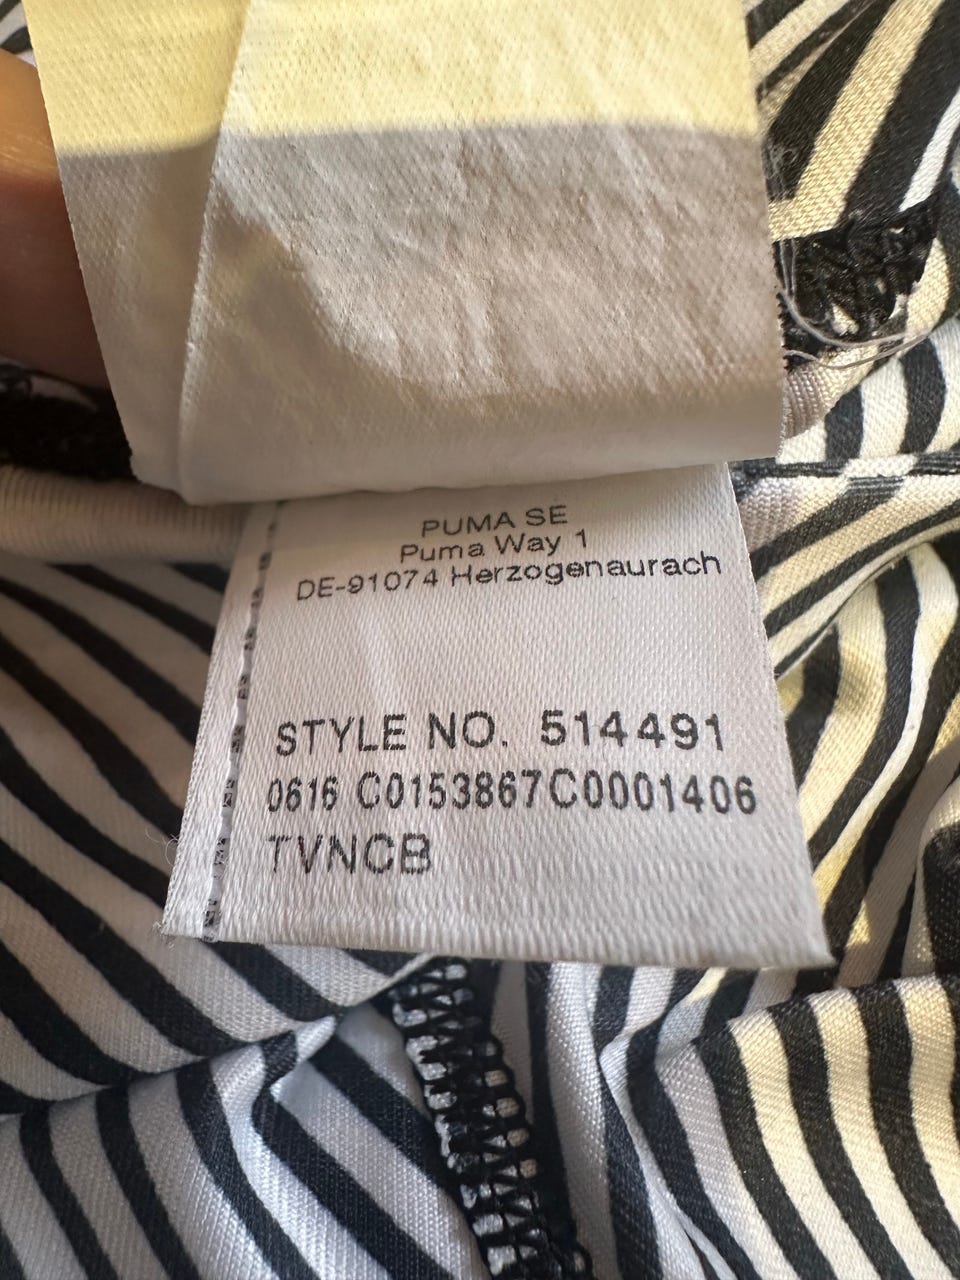 PUMA SE
Puma Way 1
DE-91074 Herzogenaurach
STYLE NO. 514491
0616 C0153867C0001406
TVNCB